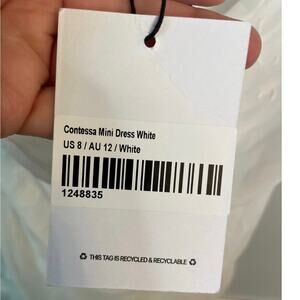 Contessa Mini Dress White
US 8 / AU 12 / White
1248835
♻ THIS TAG IS RECYCLED & RECYCLABLE ♻